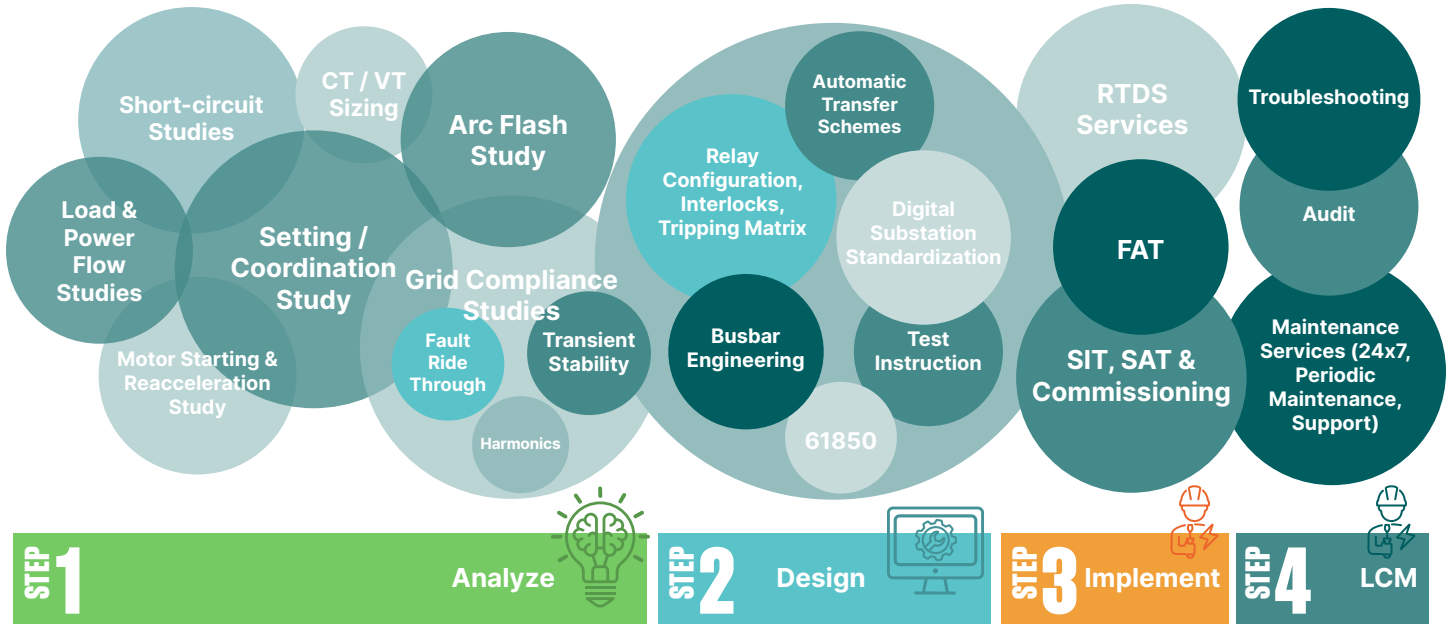 Short-circuit
Studies
CT / VT
Sizing
Arc Flash
Study
Load &
Power
Flow
Studies
Setting /
Coordination
Study
Motor Starting &
Reacceleration
Study
Grid Compliance
Studies
Fault
Ride
Through
Transient
Stability
Harmonics
Automatic
Transfer
Schemes
Relay
Configuration,
Interlocks,
Tripping Matrix
Digital
Substation
Standardization
Busbar
Engineering
Test
Instruction
61850
RTDS
Services
FAT
SIT, SAT &
Commissioning
Troubleshooting
Audit
Maintenance
Services (24x7,
Periodic
Maintenance,
Support)
STEP 1 Analyze
STEP 2 Design
STEP 3 Implement
STEP 4 LCM